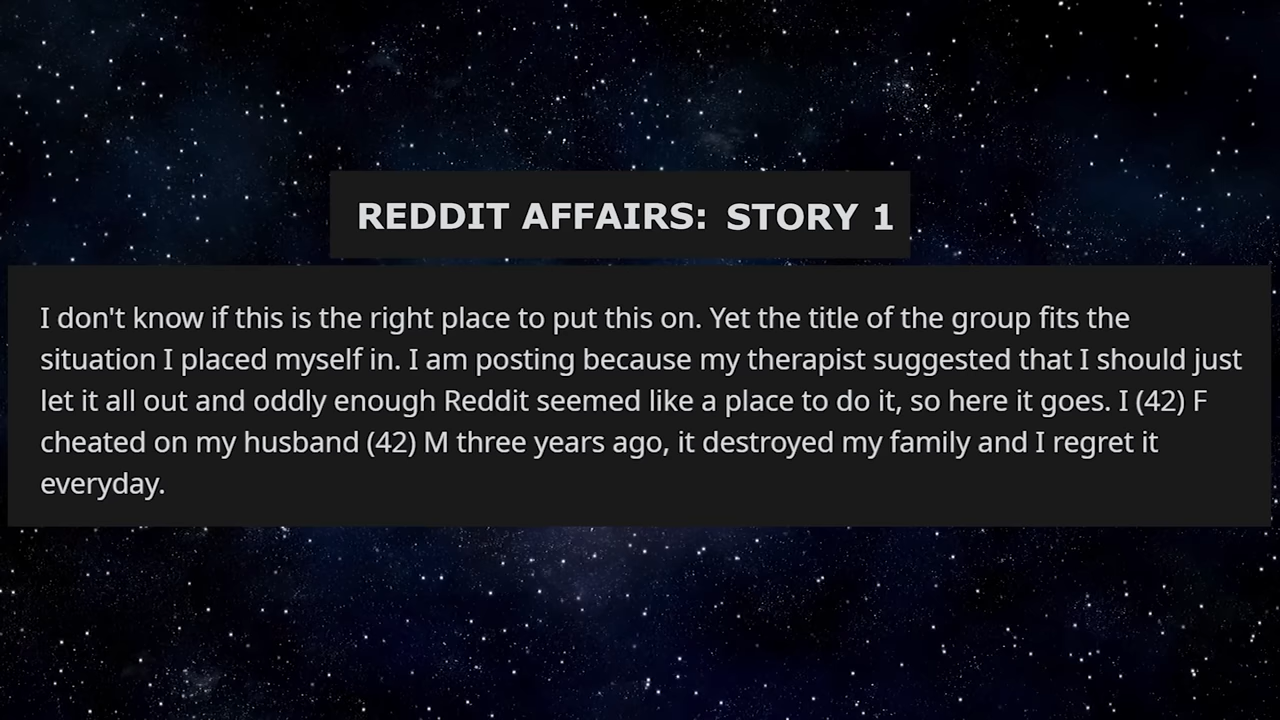 REDDIT AFFAIRS: STORY 1
I don't know if this is the right place to put this on. Yet the title of the group fits the
situation I placed myself in. I am posting because my therapist suggested that I should just
let it all out and oddly enough Reddit seemed like a place to do it, so here it goes. I (42) F
cheated on my husband (42) M three years ago, it destroyed my family and I regret it
everyday.